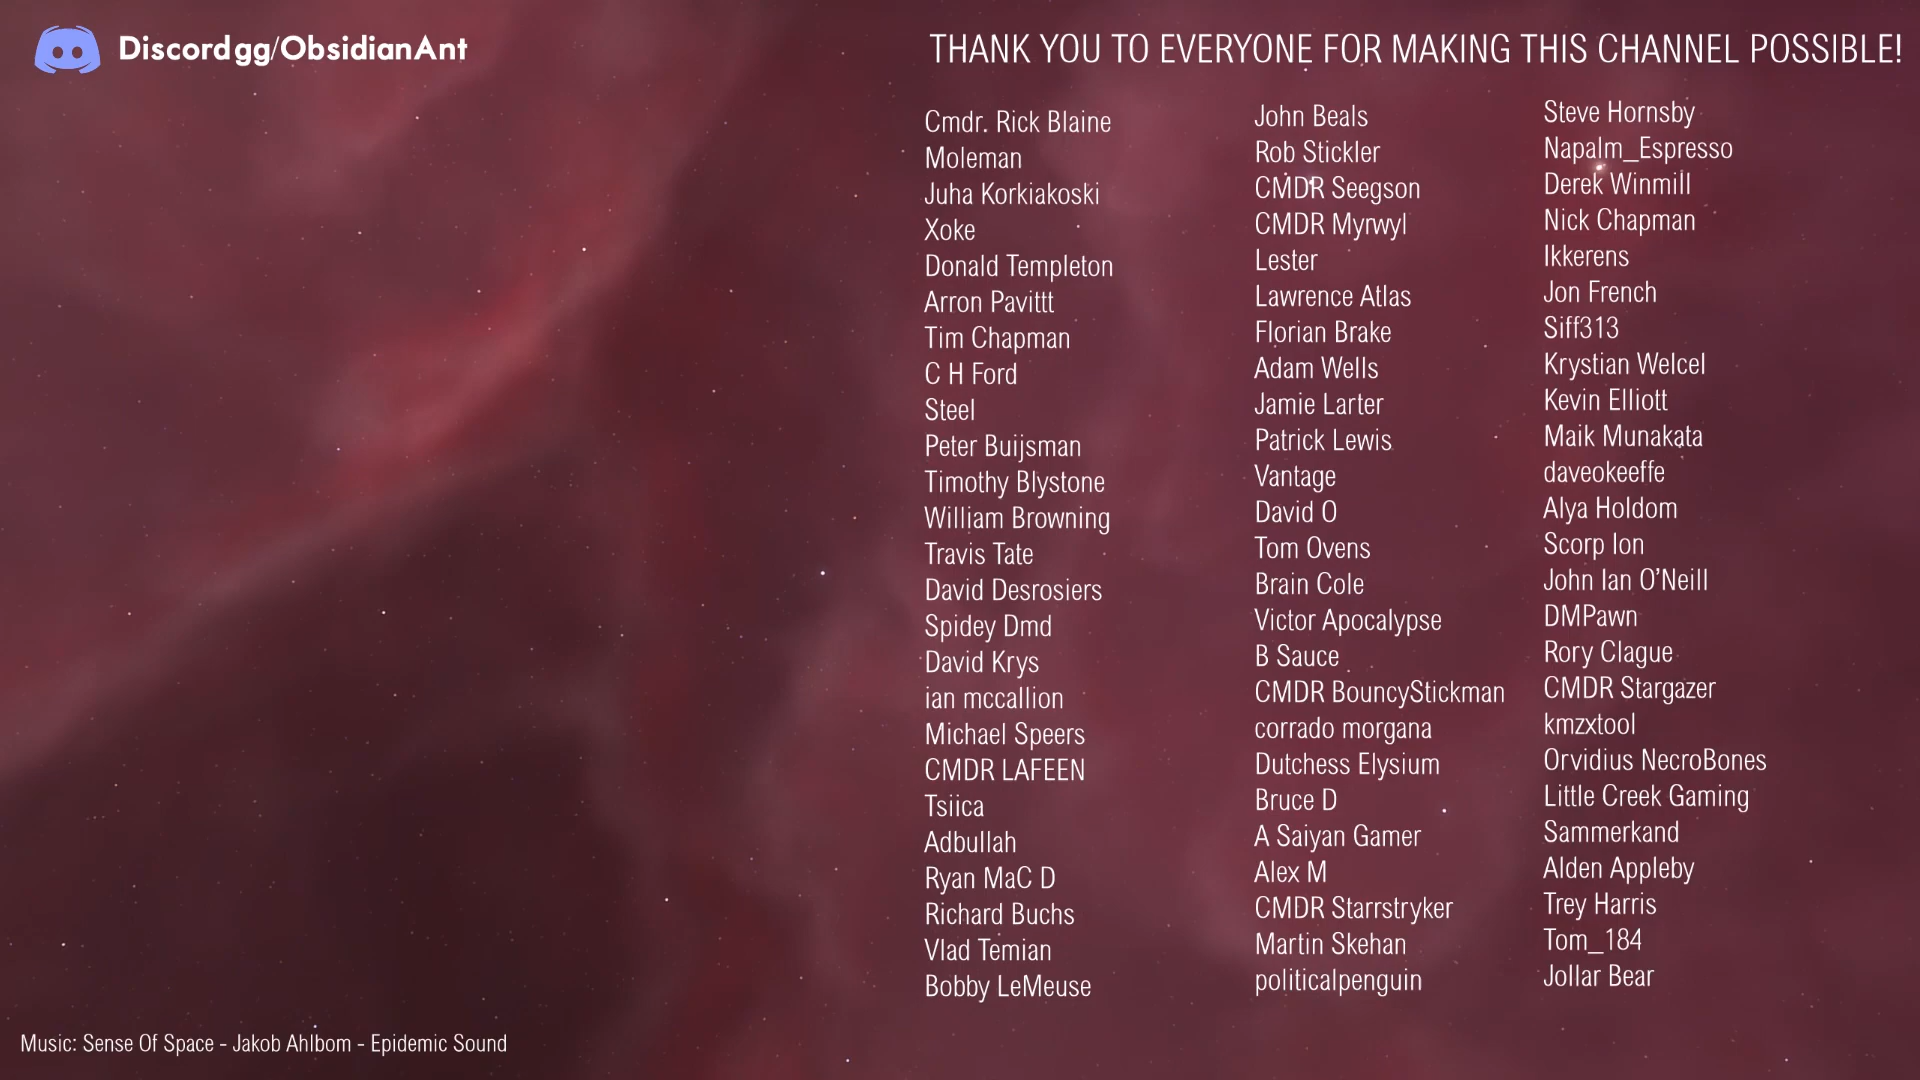 Discordgg/ObsidianAnt
THANK YOU TO EVERYONE FOR MAKING THIS CHANNEL POSSIBLE!
Cmdr. Rick Blaine
Moleman
Juha Korkiakoski
Xoke
Donald Templeton
Arron Pavittt
Tim Chapman
C H Ford
Steel
Peter Buijsman
Timothy Blystone
William Browning
Travis Tate
David Desrosiers
Spidey Dmd
David Krys
ian mccallion
Michael Speers
CMDR LAFEEN
Tsiica
Adbullah
Ryan MaC D
Richard Buchs
Vlad Temian
Bobby LeMeuse
John Beals
Rob Stickler
CMDR Seegson
CMDR Myrwyl
Lester
Lawrence Atlas
Florian Brake
Adam Wells
Jamie Larter
Patrick Lewis
Vantage
David O
Tom Ovens
Brain Cole
Victor Apocalypse
B Sauce
CMDR BouncyStickman
corrado morgana
Dutchess Elysium
Bruce D
A Saiyan Gamer
Alex M
CMDR Starrstryker
Martin Skehan
politicalpenguin
Steve Hornsby
Napalm_Espresso
Derek Winmill
Nick Chapman
Ikkerens
Jon French
Siff313
Krystian Welcel
Kevin Elliott
Maik Munakata
daveokeeffe
Alya Holdom
Scorp Ion
John Ian O’Neill
DMPawn
Rory Clague
CMDR Stargazer
kmzxtool
Orvidius NecroBones
Little Creek Gaming
Sammerkand
Alden Appleby
Trey Harris
Tom_184
Jollar Bear
Music: Sense Of Space - Jakob Ahlbom - Epidemic Sound